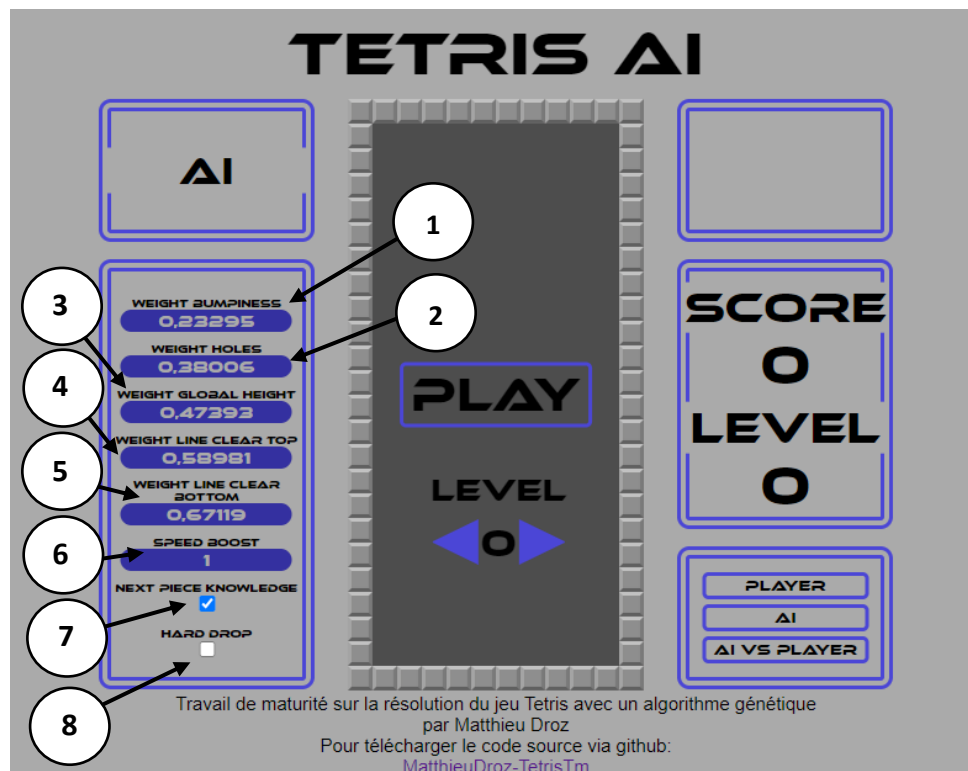 TETRIS AI
AI
1
2
3
4
5
6
7
8
WEIGHT BUMPINESS
0,23295
WEIGHT HOLES
0,38006
WEIGHT GLOBAL HEIGHT
0,47393
WEIGHT LINE CLEAR TOP
0,58981
WEIGHT LINE CLEAR
BOTTOM
0,67119
SPEED BOOST
1
NEXT PIECE KNOWLEDGE
HARD DROP
PLAY
LEVEL
0
SCORE
0
LEVEL
0
PLAYER
AI
AI VS PLAYER
Travail de maturité sur la résolution du jeu Tetris avec un algorithme génétique
par Matthieu Droz
Pour télécharger le code source via github:
MatthieuDroz-TetrisTm